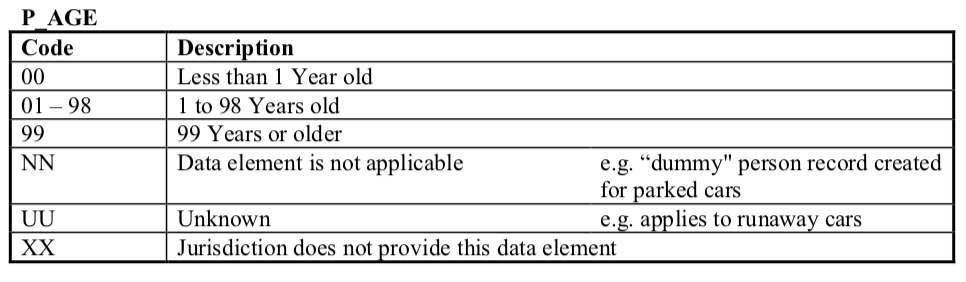 P_AGE
Code Description
00 Less than 1 Year old
01 – 98 1 to 98 Years old
99 99 Years or older
NN Data element is not applicable e.g. “dummy" person record created
for parked cars
UU Unknown e.g. applies to runaway cars
XX Jurisdiction does not provide this data element